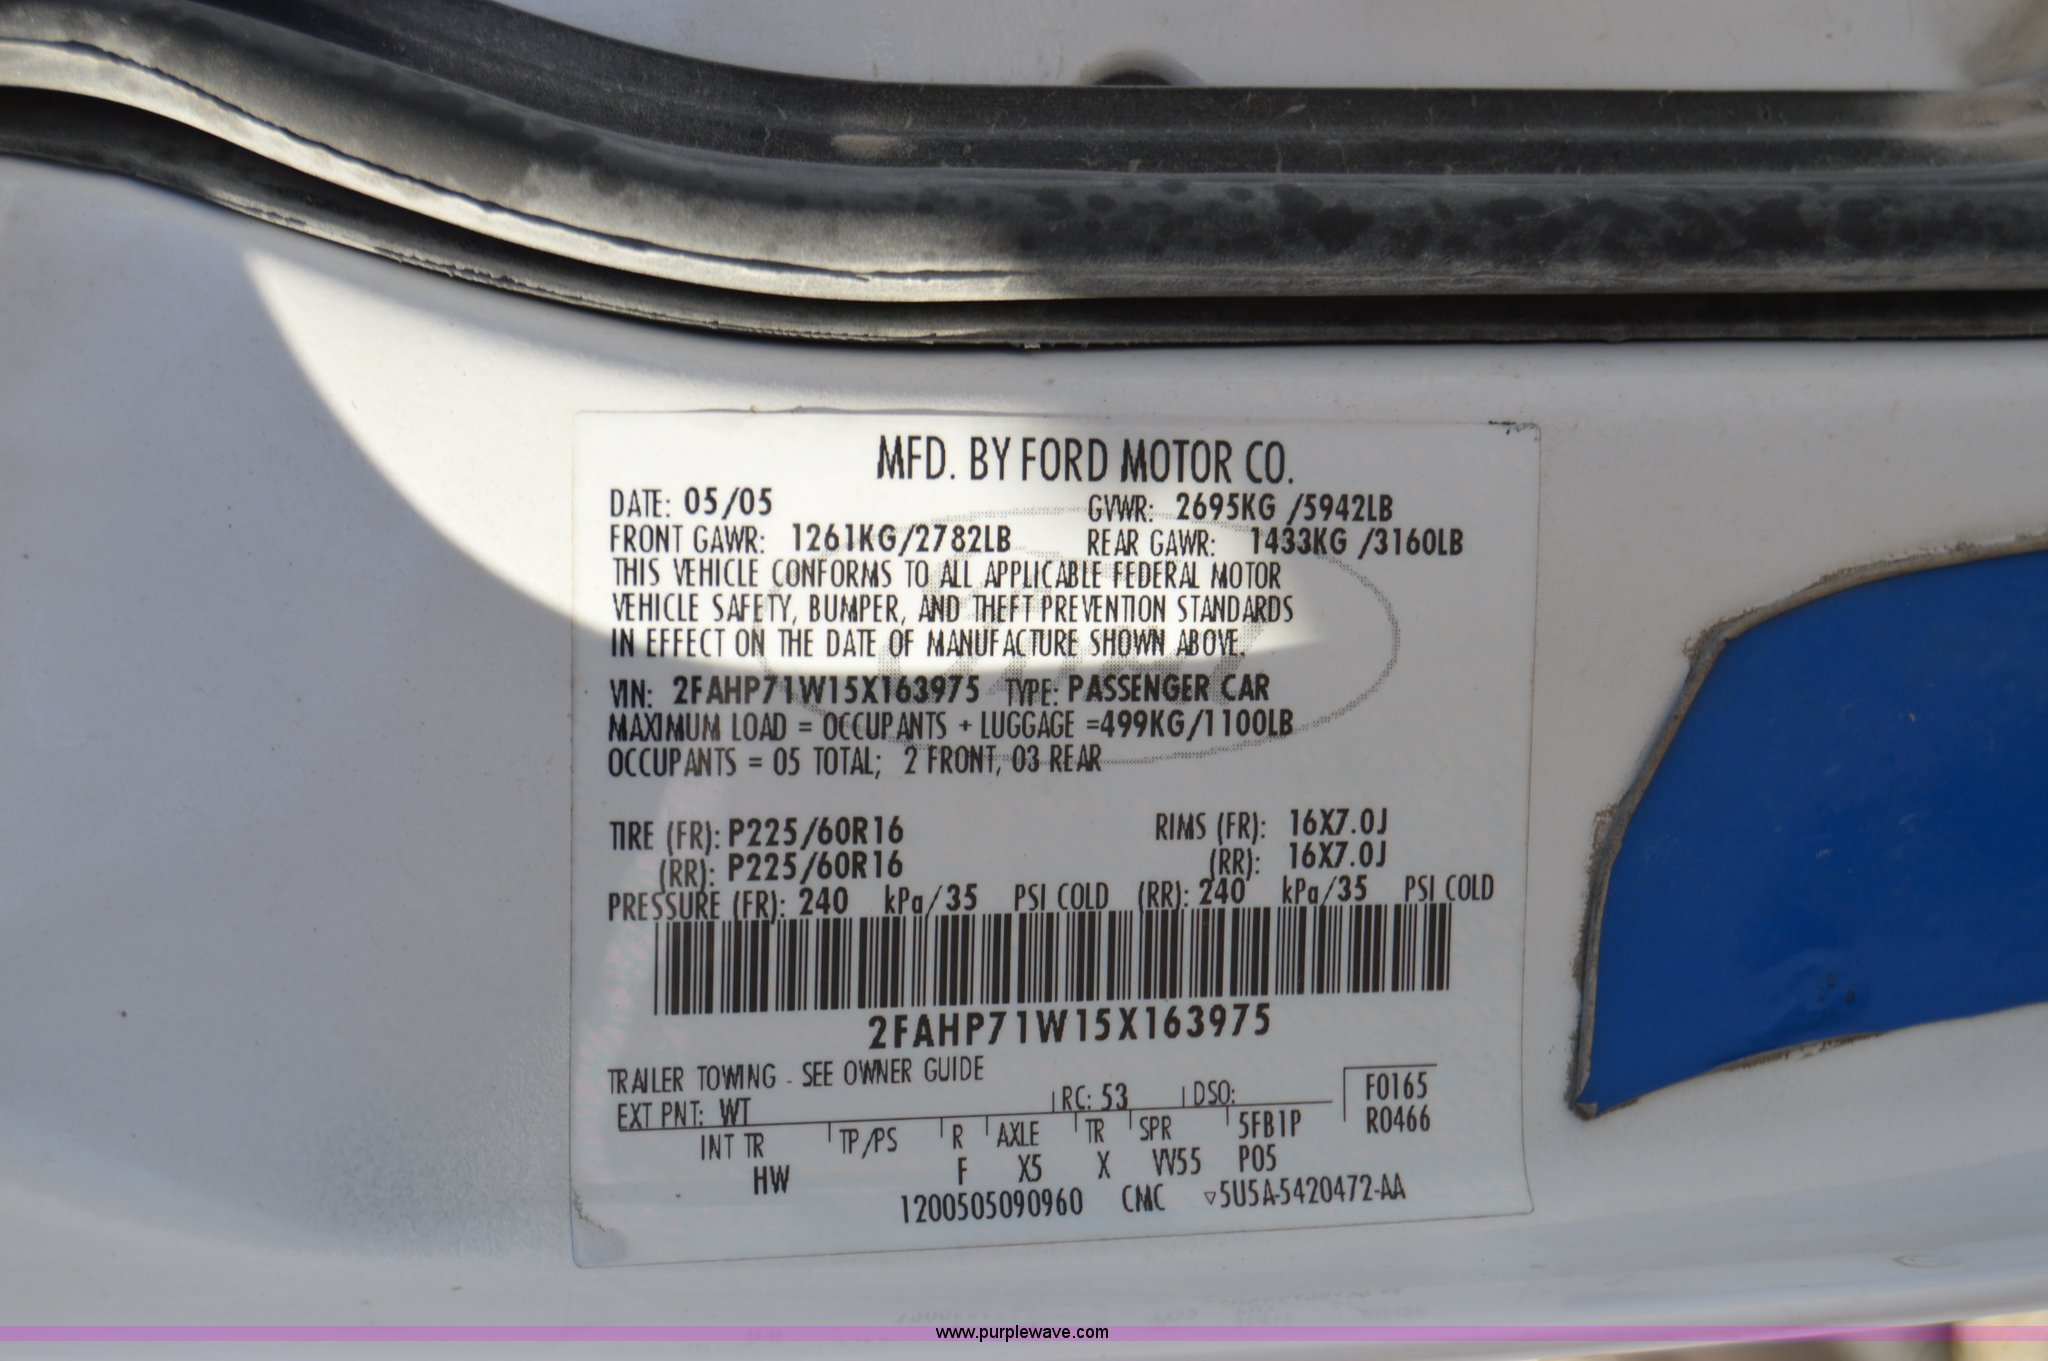 MFD. BY FORD MOTOR CO.
DATE: 05/05 GVWR: 2695KG /5942LB
FRONT GAWR: 1261KG/2782LB REAR GAWR: 1433KG /3160LB
THIS VEHICLE CONFORMS TO ALL APPLICABLE FEDERAL MOTOR
VEHICLE SAFETY, BUMPER, AND THEFT PREVENTION STANDARDS
IN EFFECT ON THE DATE OF MANUFACTURE SHOWN ABOVE.
VIN: 2FAHP71W15X163975 TYPE: PASSENGER CAR
MAXIMUM LOAD = OCCUPANTS + LUGGAGE =499KG/1100LB
OCCUPANTS = 05 TOTAL; 2 FRONT, 03 REAR
TIRE (FR): P225/60R16 RIMS (FR): 16X7.0J
(RR): P225/60R16 (RR): 16X7.0J
PRESSURE (FR): 240 kPa/35 PSI COLD (RR): 240 kPa/35 PSI COLD
2FAHP71W15X163975
TRAILER TOWING - SEE OWNER GUIDE
EXT PNT: WT RC: 53 DSO: F0165
R0466
INT TR TP/PS R AXLE TR SPR 5FB1P
HW F X5 X VV55 P05
1200505090960 CMC ▽5U5A-5420472-AA
www.purplewave.com